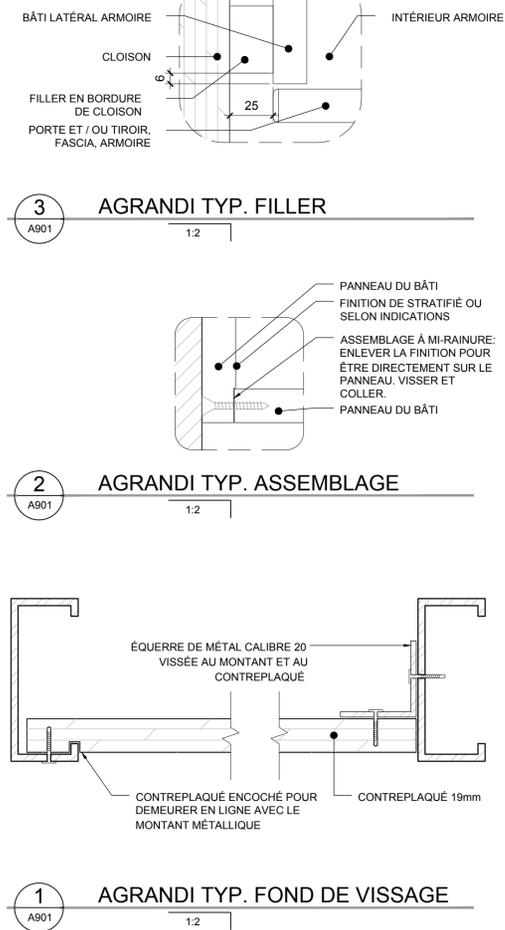 BÂTI LATÉRAL ARMOIRE
INTÉRIEUR ARMOIRE
CLOISON
6
25
FILLER EN BORDURE
DE CLOISON
PORTE ET / OU TIROIR,
FASCIA, ARMOIRE
3
A901
AGRANDI TYP. FILLER
1:2
PANNEAU DU BÂTI
FINITION DE STRATIFIÉ OU
SELON INDICATIONS
ASSEMBLAGE À MI-RAINURE:
ENLEVER LA FINITION POUR
ÊTRE DIRECTEMENT SUR LE
PANNEAU. VISSER ET
COLLER.
PANNEAU DU BÂTI
2
A901
AGRANDI TYP. ASSEMBLAGE
1:2
ÉQUERRE DE MÉTAL CALIBRE 20
VISSÉE AU MONTANT ET AU
CONTREPLAQUÉ
CONTREPLAQUÉ ENCOCHÉ POUR
DEMEURER EN LIGNE AVEC LE
MONTANT MÉTALLIQUE
CONTREPLAQUÉ 19mm
1
A901
AGRANDI TYP. FOND DE VISSAGE
1:2